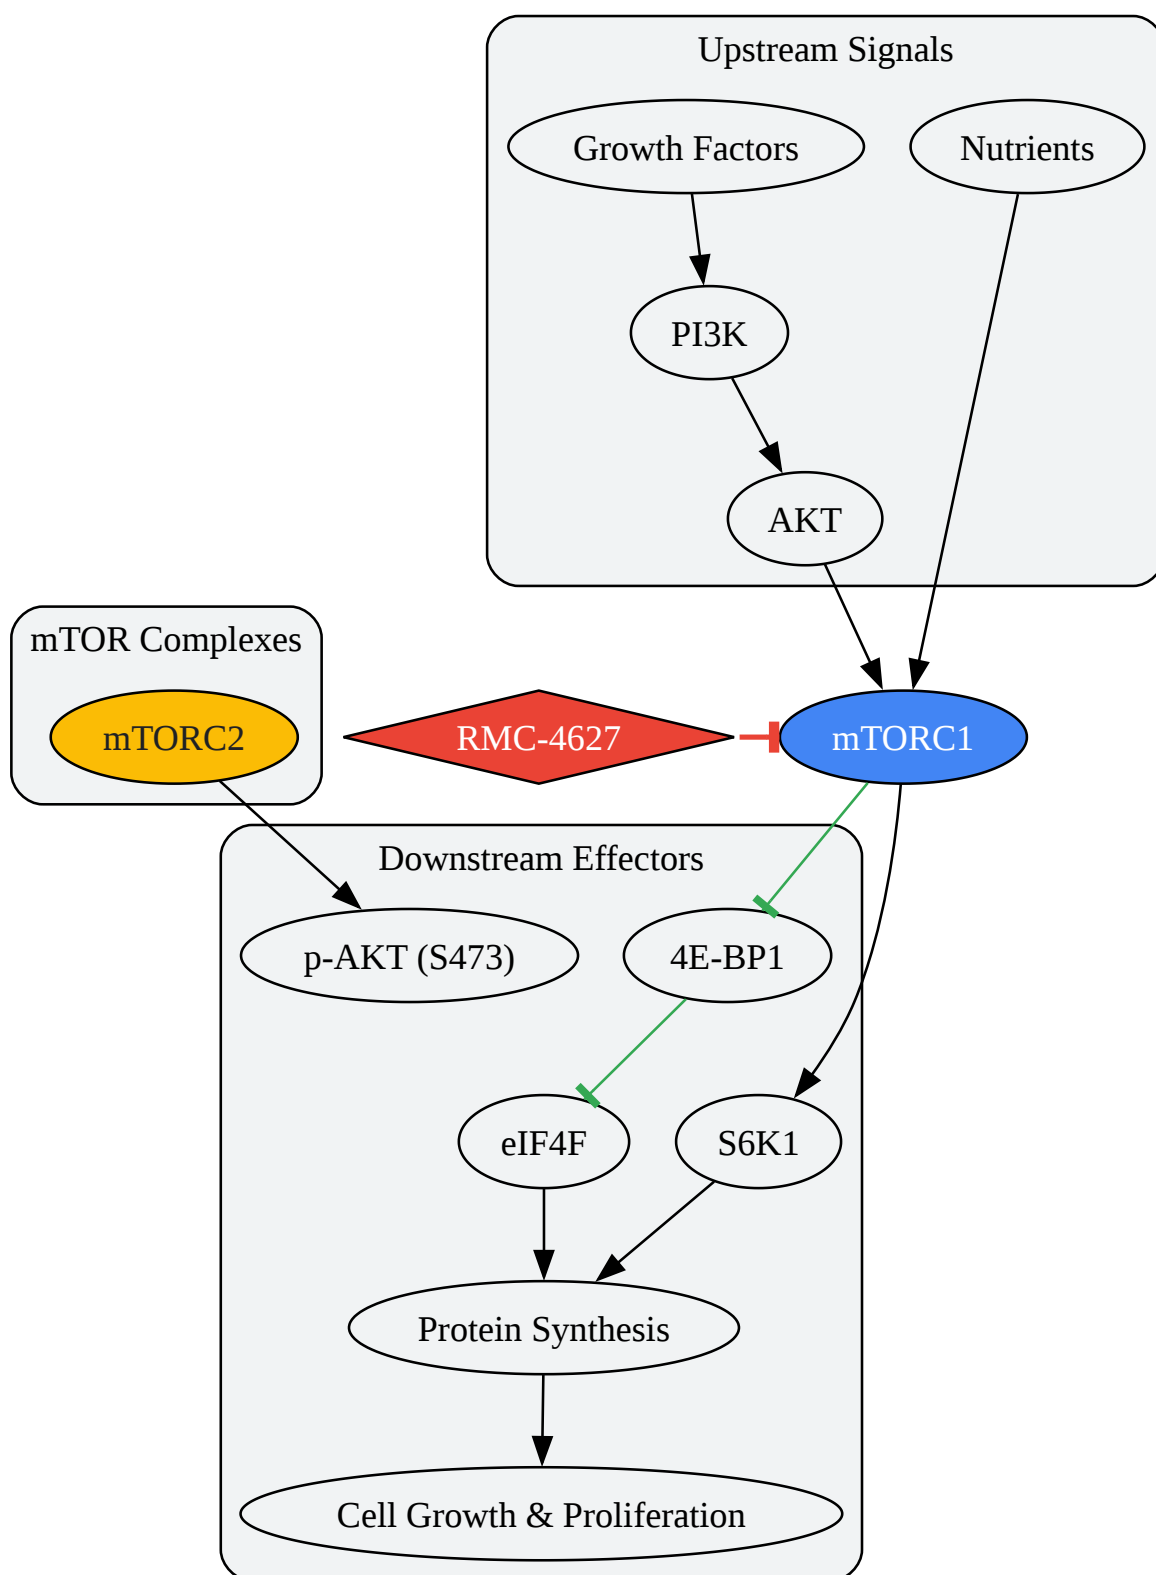 Upstream Signals
Growth Factors
Nutrients
PI3K
AKT
mTOR Complexes
mTORC2
RMC-4627
mTORC1
Downstream Effectors
p-AKT (S473)
4E-BP1
eIF4F
S6K1
Protein Synthesis
Cell Growth & Proliferation